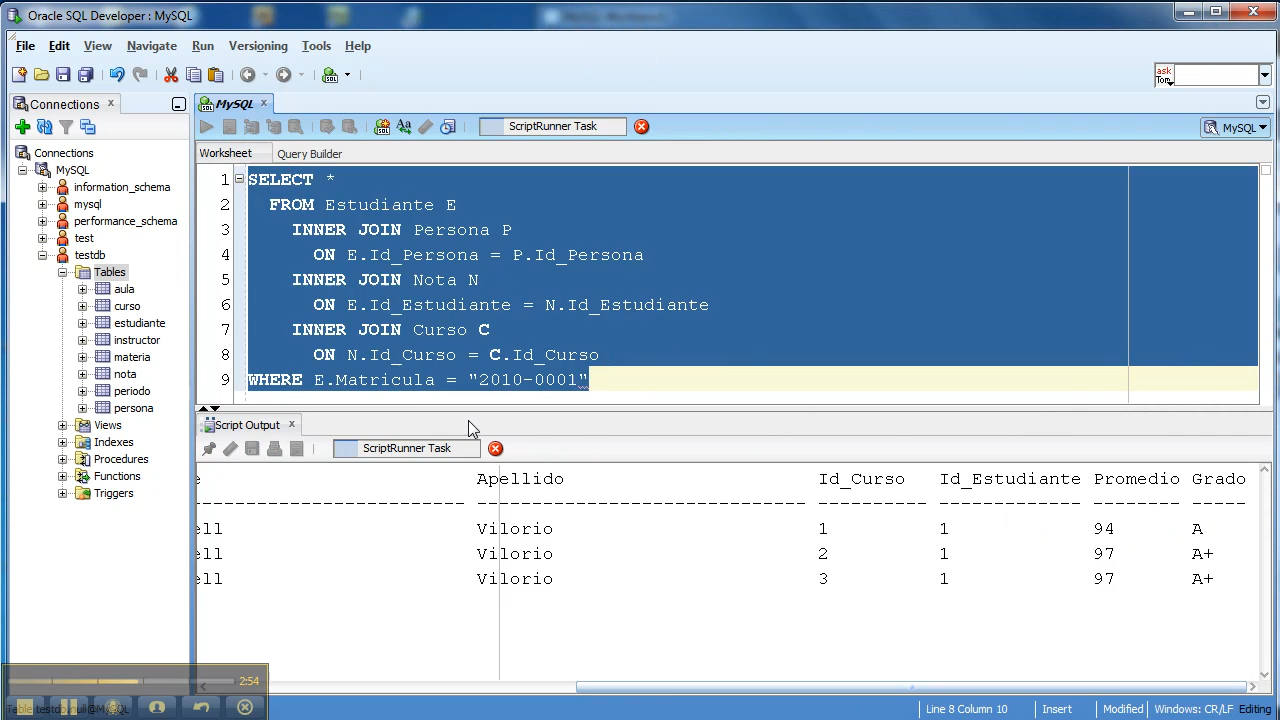 Oracle SQL Developer : MySQL
File Edit View Navigate Run Versioning Tools Help
ask
Tom
Connections
MySQL
ScriptRunner Task
MySQL
Worksheet Query Builder
Connections
MySQL
information_schema
mysql
performance_schema
test
testdb
Tables
aula
curso
estudiante
instructor
materia
nota
periodo
persona
Views
Indexes
Procedures
Functions
Triggers
1 SELECT *
2 FROM Estudiante E
3 INNER JOIN Persona P
4 ON E.Id_Persona = P.Id_Persona
5 INNER JOIN Nota N
6 ON E.Id_Estudiante = N.Id_Estudiante
7 INNER JOIN Curso C
8 ON N.Id_Curso = C.Id_Curso
9 WHERE E.Matricula = "2010-0001"
Script Output
ScriptRunner Task
Apellido Id_Curso Id_Estudiante Promedio Grado
ell Vilorio 1 1 94 A
ell Vilorio 2 1 97 A+
ell Vilorio 3 1 97 A+
2:54
Line 8 Column 10 Insert Modified Windows: CR/LF Editing